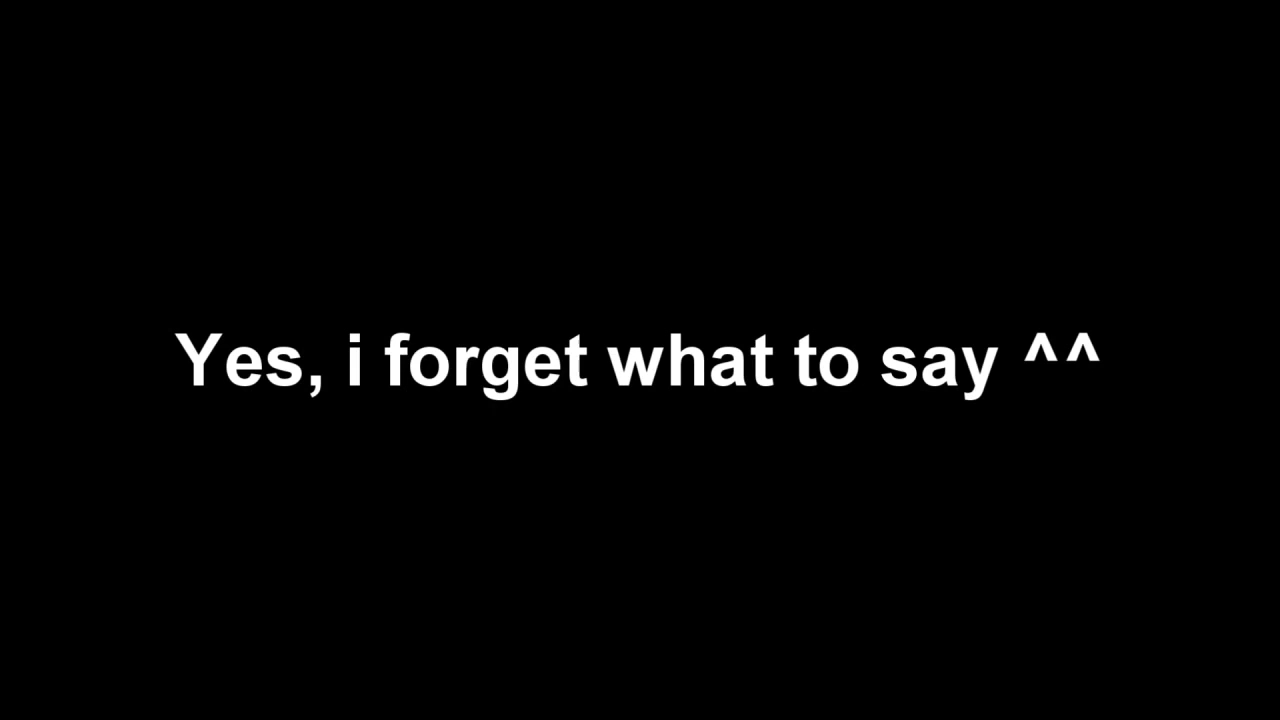 Yes, i forget what to say ^^